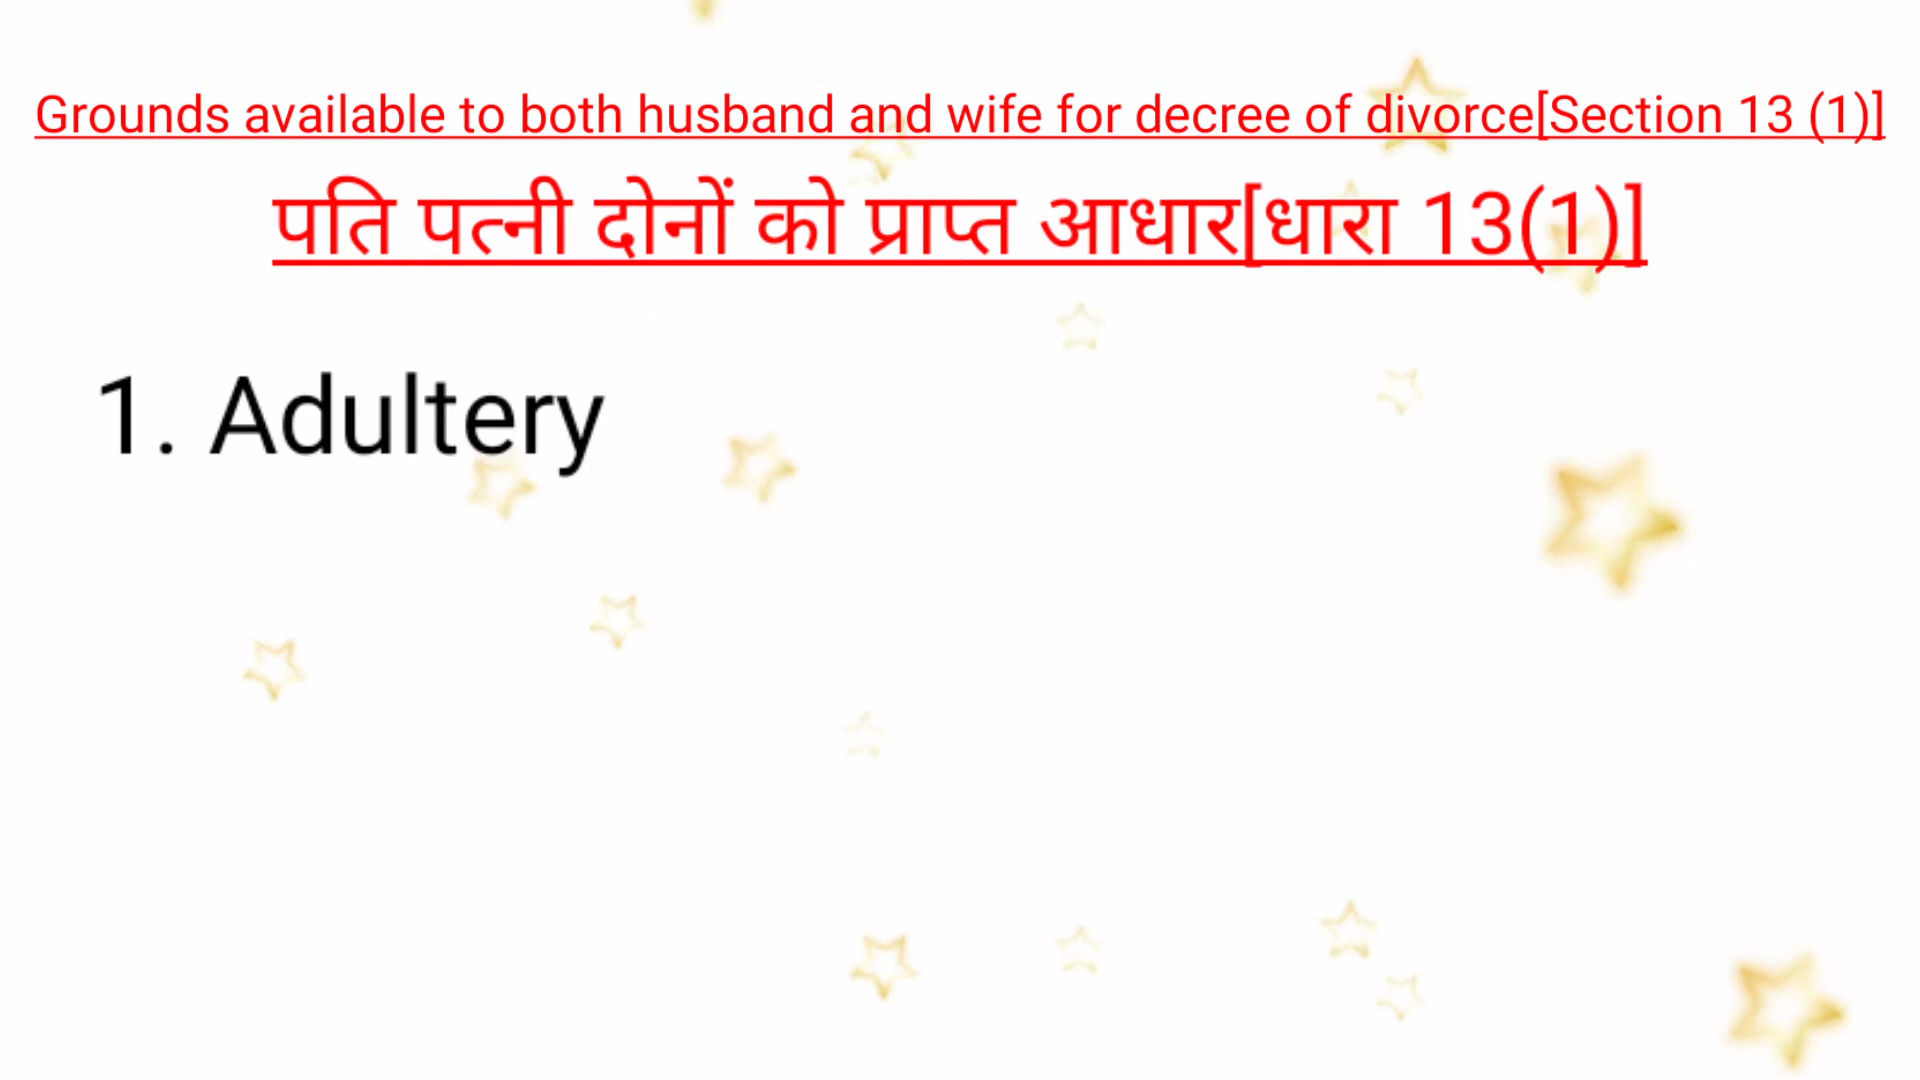 Grounds available to both husband and wife for decree of divorce[Section 13 (1)]
पति पत्नी दोनों को प्राप्त आधार[धारा 13(1)]
1. Adultery